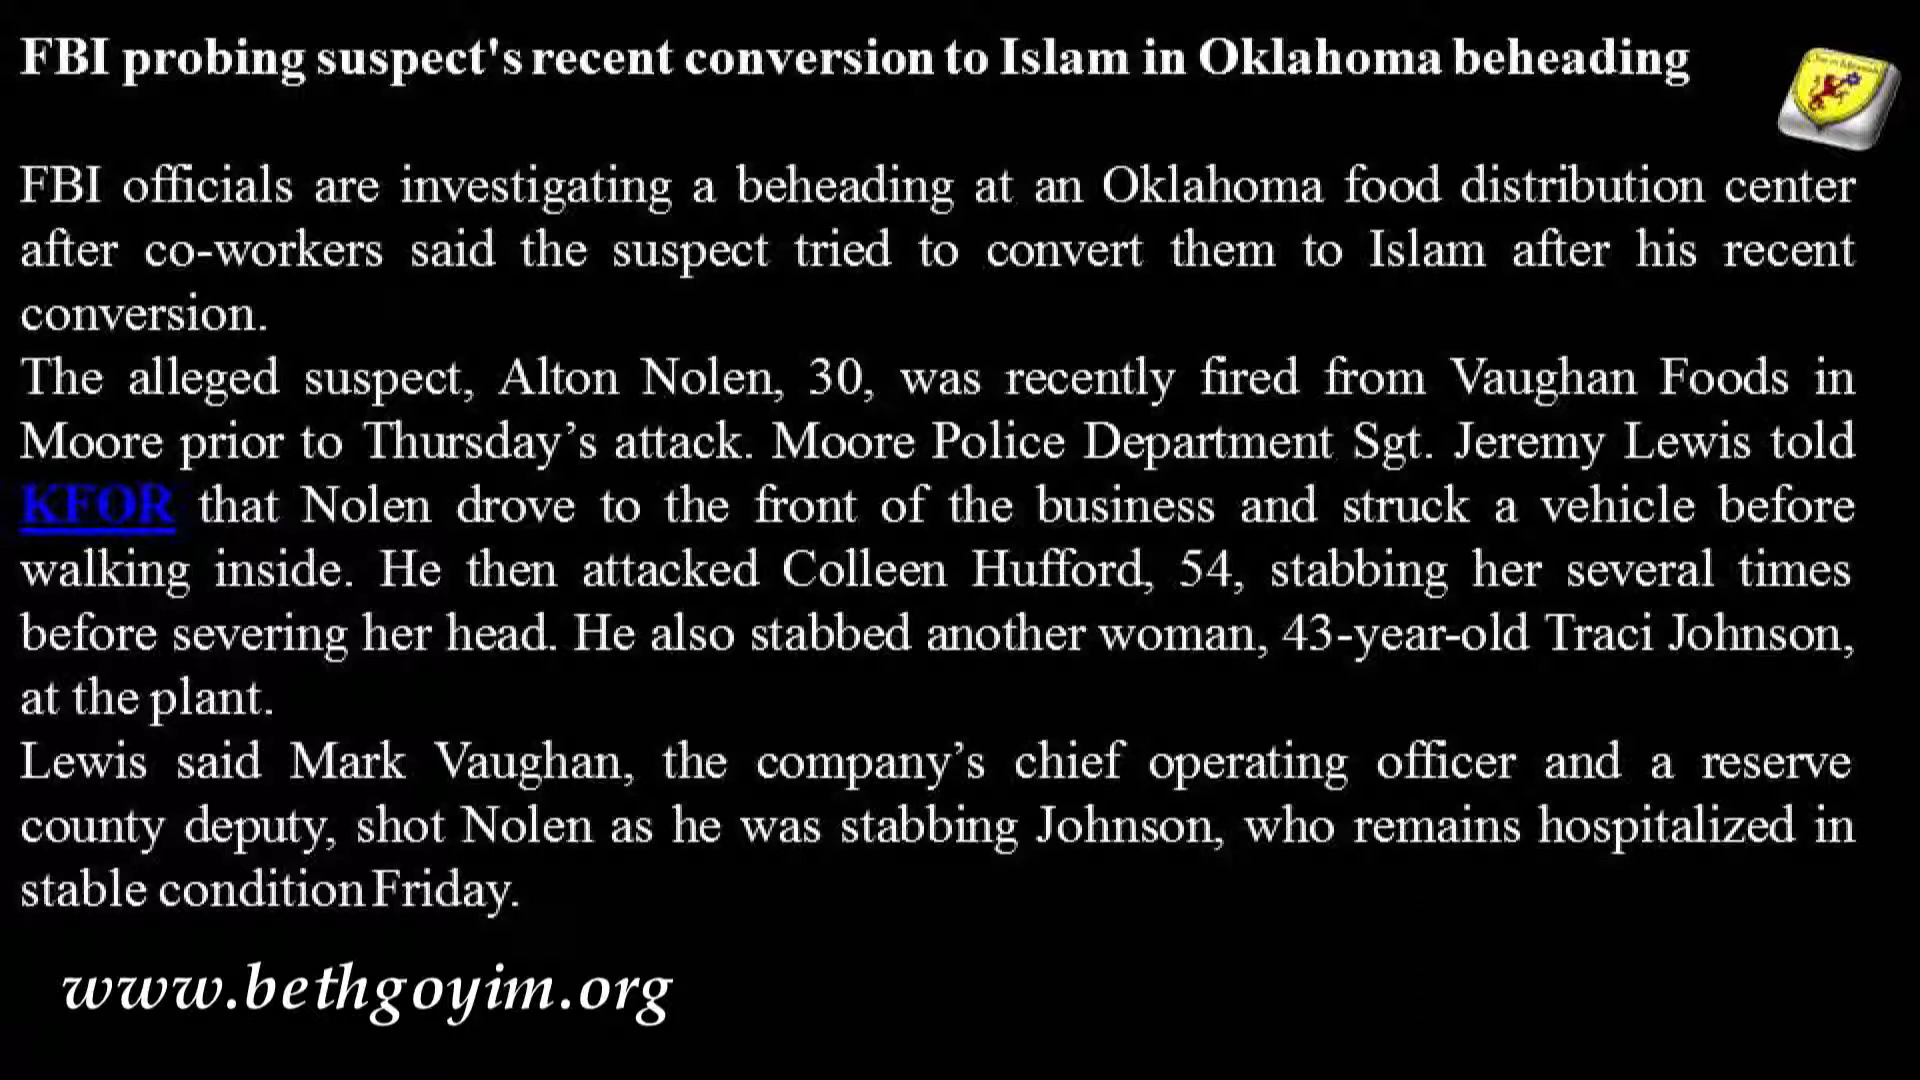 FBI probing suspect's recent conversion to Islam in Oklahoma beheading
FBI officials are investigating a beheading at an Oklahoma food distribution center
after co-workers said the suspect tried to convert them to Islam after his recent
conversion.
The alleged suspect, Alton Nolen, 30, was recently fired from Vaughan Foods in
Moore prior to Thursday’s attack. Moore Police Department Sgt. Jeremy Lewis told
KFOR that Nolen drove to the front of the business and struck a vehicle before
walking inside. He then attacked Colleen Hufford, 54, stabbing her several times
before severing her head. He also stabbed another woman, 43-year-old Traci Johnson,
at the plant.
Lewis said Mark Vaughan, the company’s chief operating officer and a reserve
county deputy, shot Nolen as he was stabbing Johnson, who remains hospitalized in
stable condition Friday.
www.bethgoyim.org